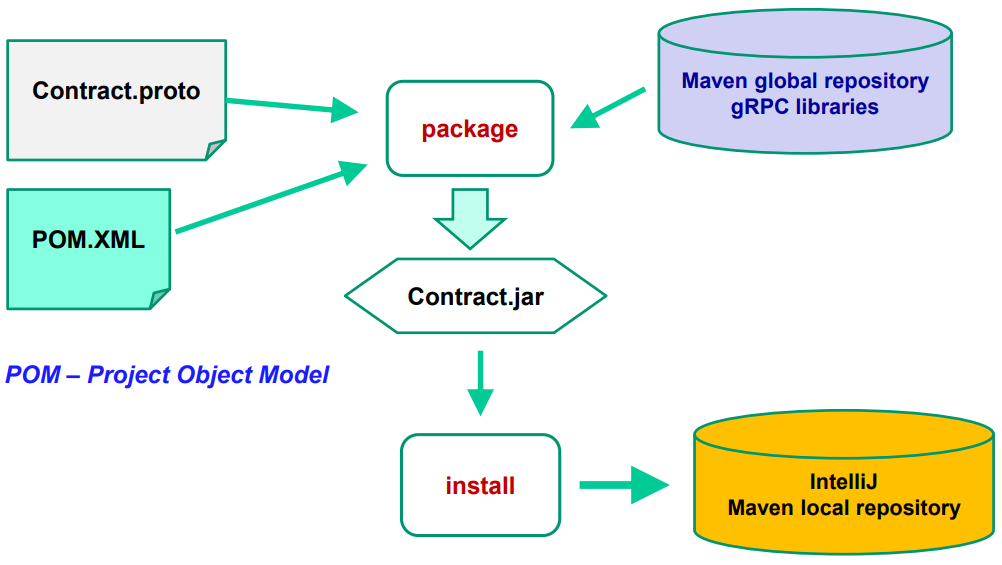 Contract.proto
package
Maven global repository
gRPC libraries
POM.XML
Contract.jar
POM – Project Object Model
install
IntelliJ
Maven local repository